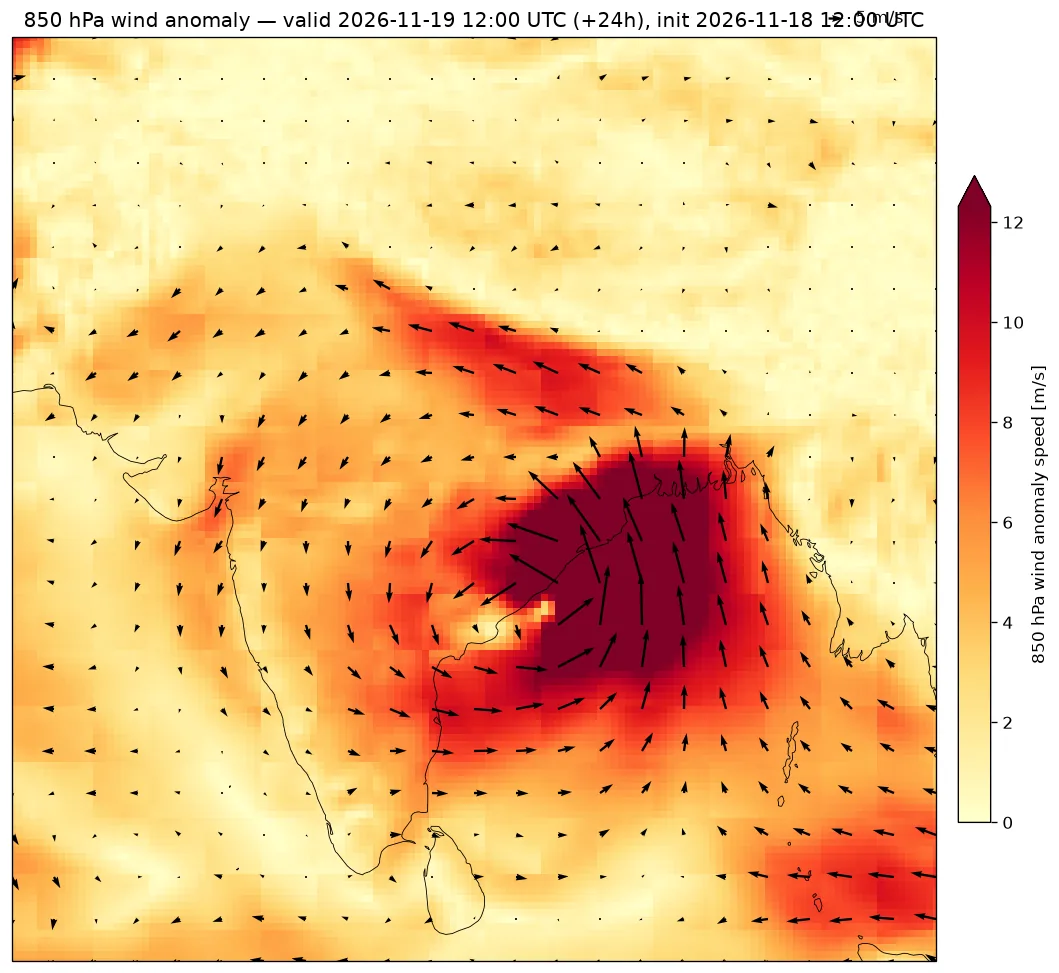 850 hPa wind anomaly — valid 2026-11-19 12:00 UTC (+24h), init 2026-11-18 12:00 UTC
5 m/s
12
10
8
6
4
2
0
850 hPa wind anomaly speed [m/s]